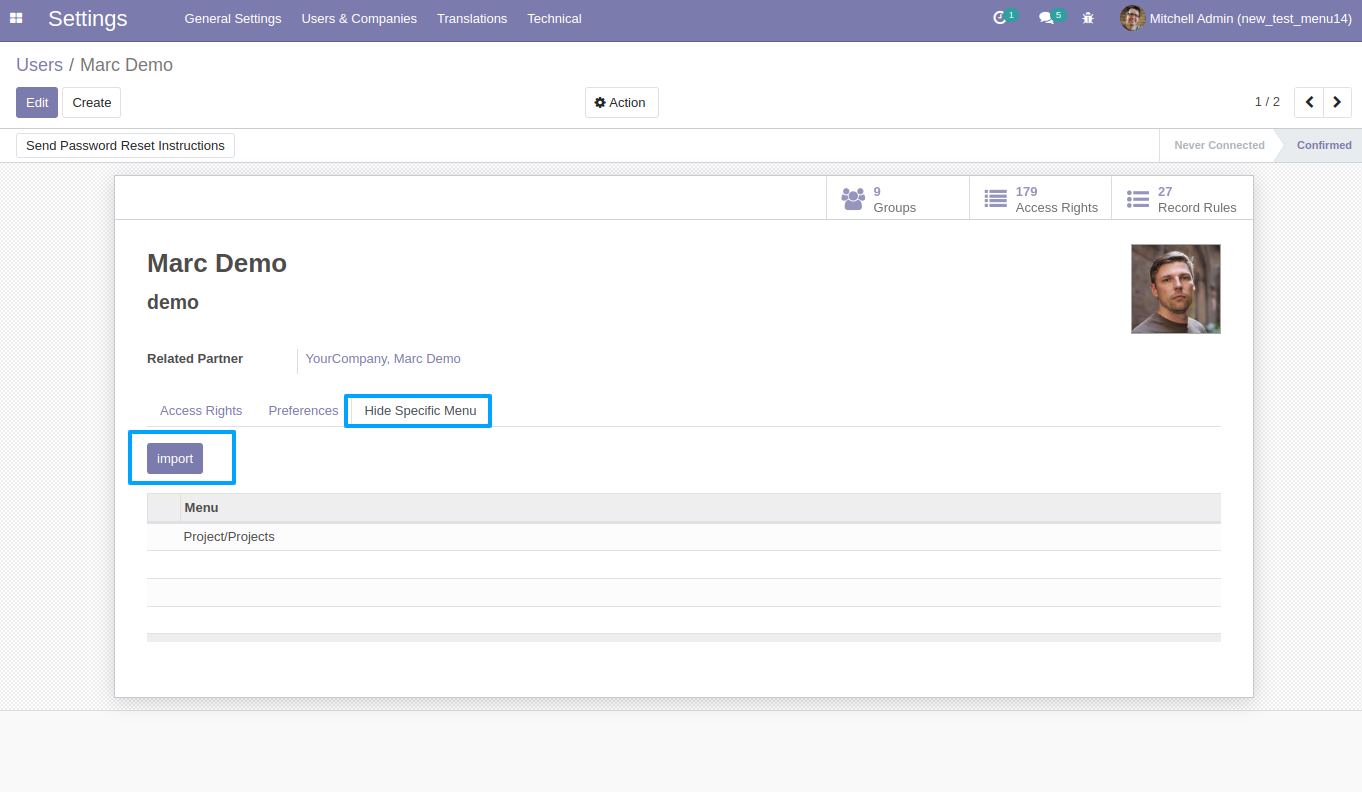 Settings General Settings Users & Companies Translations Technical 1 5 Mitchell Admin (new_test_menu14)
Users / Marc Demo
Edit Create Action 1 / 2
Send Password Reset Instructions Never Connected Confirmed
9 Groups
179 Access Rights
27 Record Rules
Marc Demo
demo
Related Partner YourCompany, Marc Demo
Access Rights Preferences Hide Specific Menu
import
Menu
Project/Projects